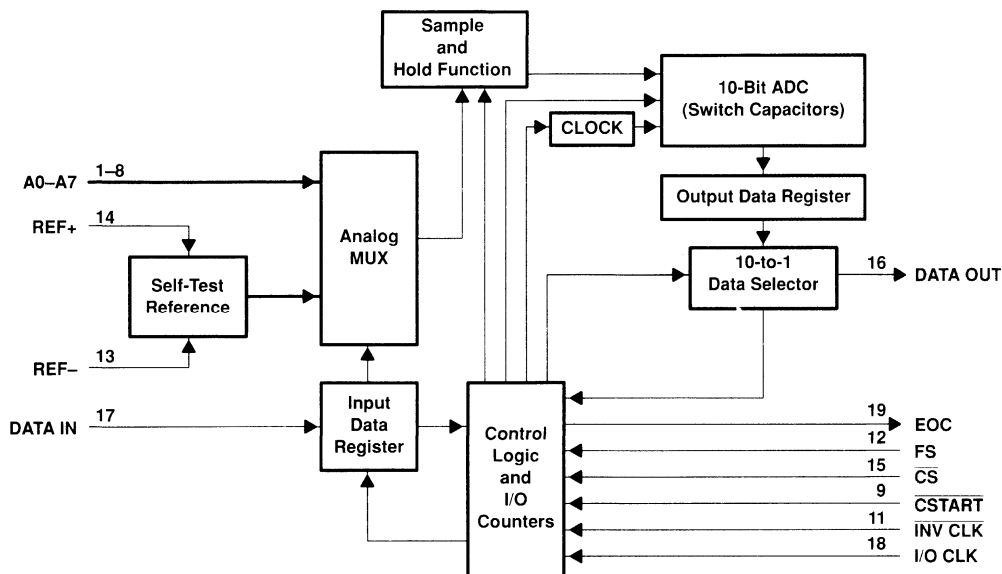 Sample
and
Hold Function
10-Bit ADC
(Switch Capacitors)
CLOCK
A0–A7
1–8
Output Data Register
REF+
14
Analog
MUX
10-to-1
Data Selector
16
DATA OUT
Self-Test
Reference
REF–
13
DATA IN
17
Input
Data
Register
Control
Logic
and
I/O
Counters
19
EOC
12
FS
15
CS
9
CSTART
11
INV CLK
18
I/O CLK